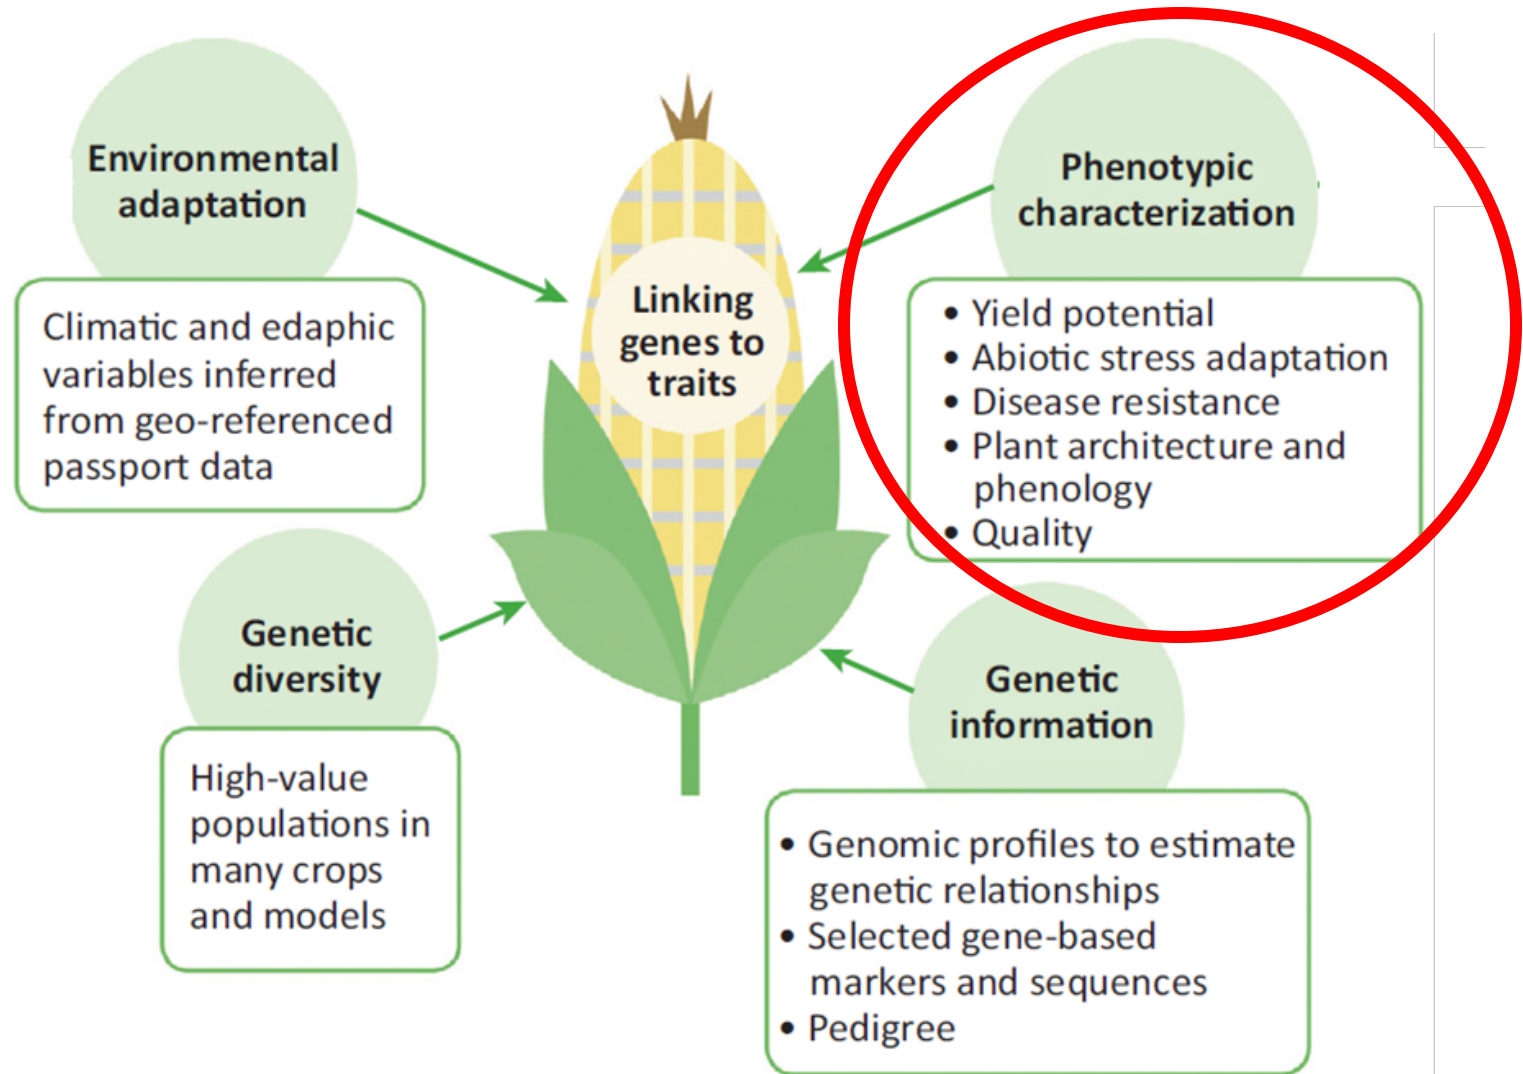 Environmental
adaptation
Climatic and edaphic
variables inferred
from geo-referenced
passport data
Linking
genes to
traits
Phenotypic
characterization
• Yield potential
• Abiotic stress adaptation
• Disease resistance
• Plant architecture and
phenology
• Quality
Genetic
diversity
High-value
populations in
many crops
and models
Genetic
information
• Genomic profiles to estimate
genetic relationships
• Selected gene-based
markers and sequences
• Pedigree